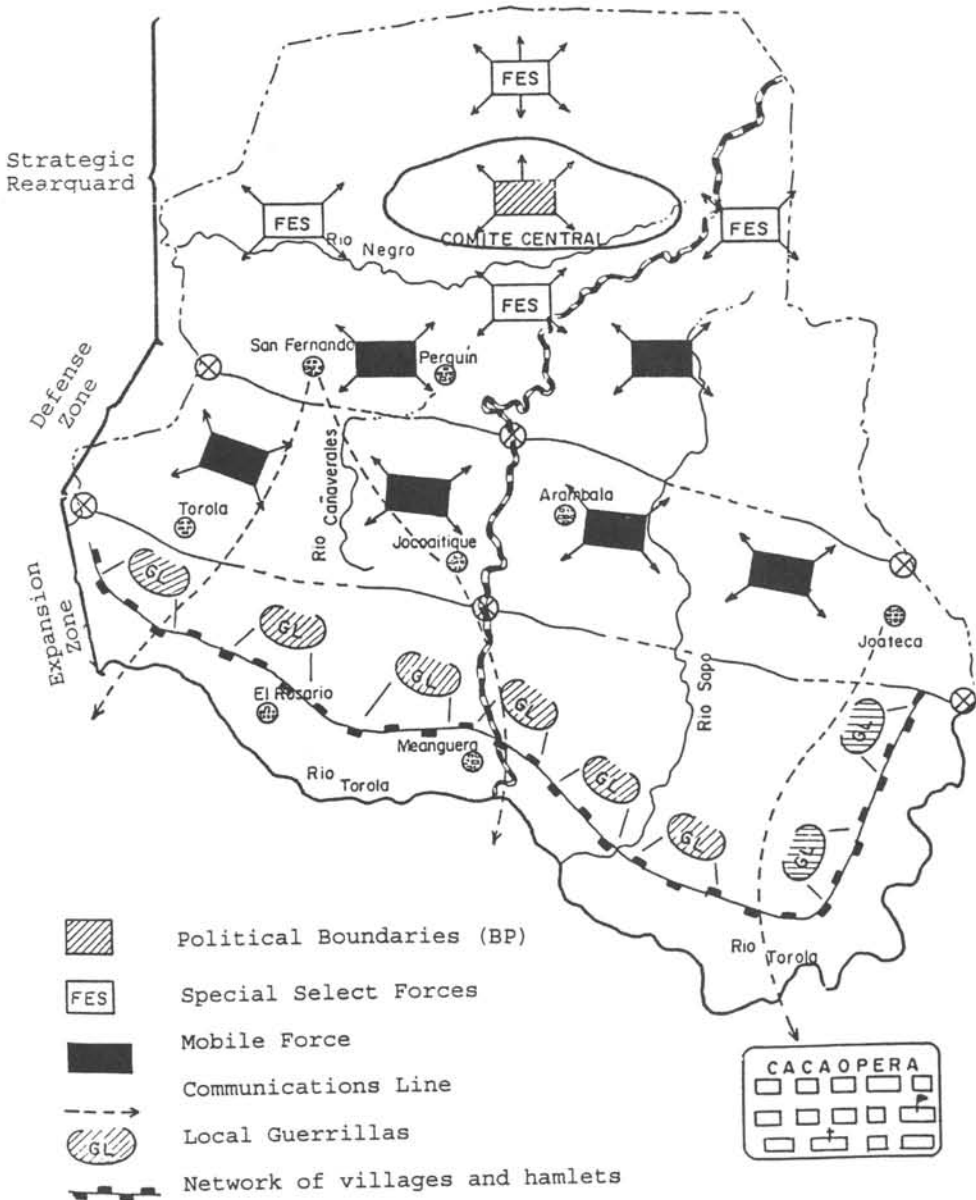 FES
Strategic
Rearguard
FES
Rio Negro
COMITE CENTRAL
FES
FES
San Fernando
Perquin
Defense
Zone
Rio Cañaverales
Torola
Jocoaitique
Arambala
Rio Sapo
Joateca
Expansion
Zone
GL
GL
GL
GL
GL
GL
GL
GL
El Rosario
Meanguera
Rio
Torola
Rio
Torola
CACAOPERA
Political Boundaries (BP)
FES
Special Select Forces
Mobile Force
Communications Line
GL
Local Guerrillas
Network of villages and hamlets